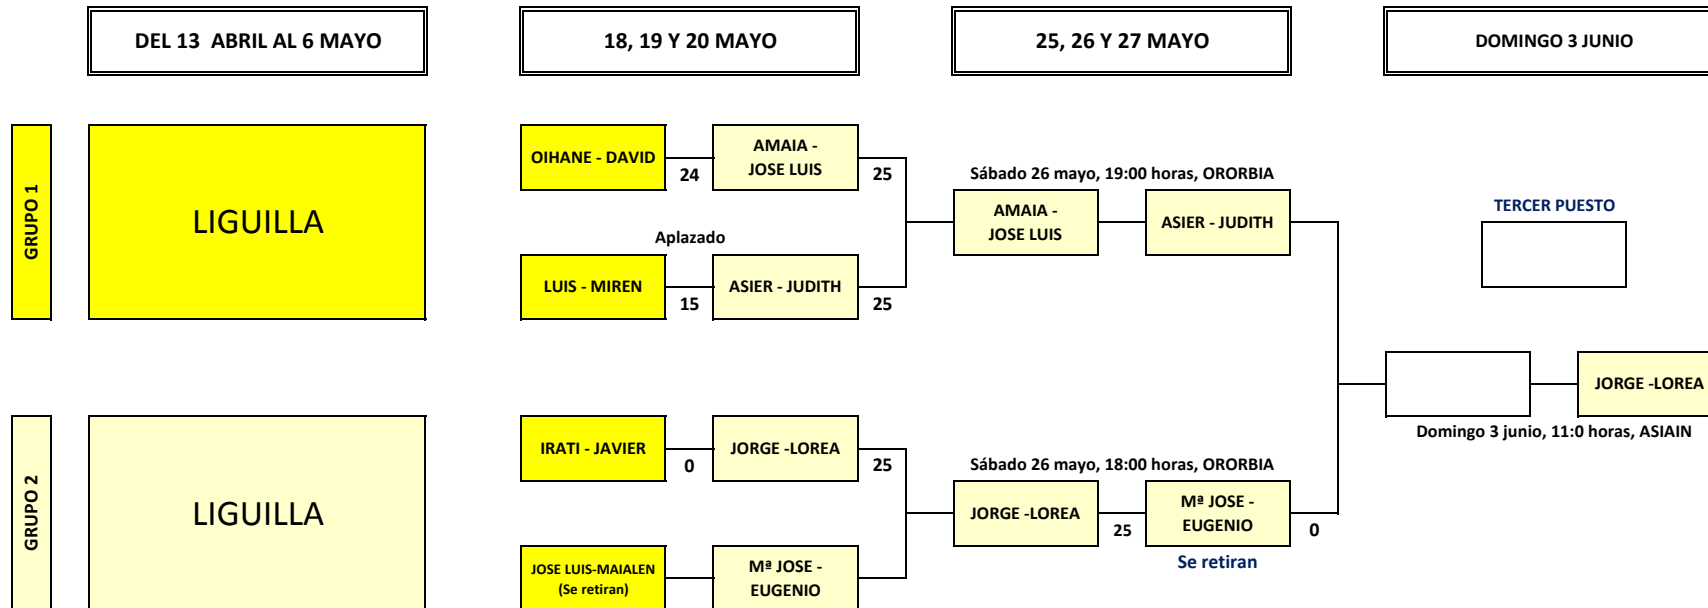 DEL 13 ABRIL AL 6 MAYO
18, 19 Y 20 MAYO
25, 26 Y 27 MAYO
DOMINGO 3 JUNIO
GRUPO 1
LIGUILLA
OIHANE - DAVID
24
AMAIA -
JOSE LUIS
25
Aplazado
LUIS - MIREN
15
ASIER - JUDITH
25
Sábado 26 mayo, 19:00 horas, ORORBIA
AMAIA -
JOSE LUIS
ASIER - JUDITH
TERCER PUESTO
JORGE -LOREA
Domingo 3 junio, 11:0 horas, ASIAIN
GRUPO 2
LIGUILLA
IRATI - JAVIER
0
JORGE -LOREA
25
JOSE LUIS-MAIALEN
(Se retiran)
Mª JOSE -
EUGENIO
Sábado 26 mayo, 18:00 horas, ORORBIA
JORGE -LOREA
25
Mª JOSE -
EUGENIO
0
Se retiran